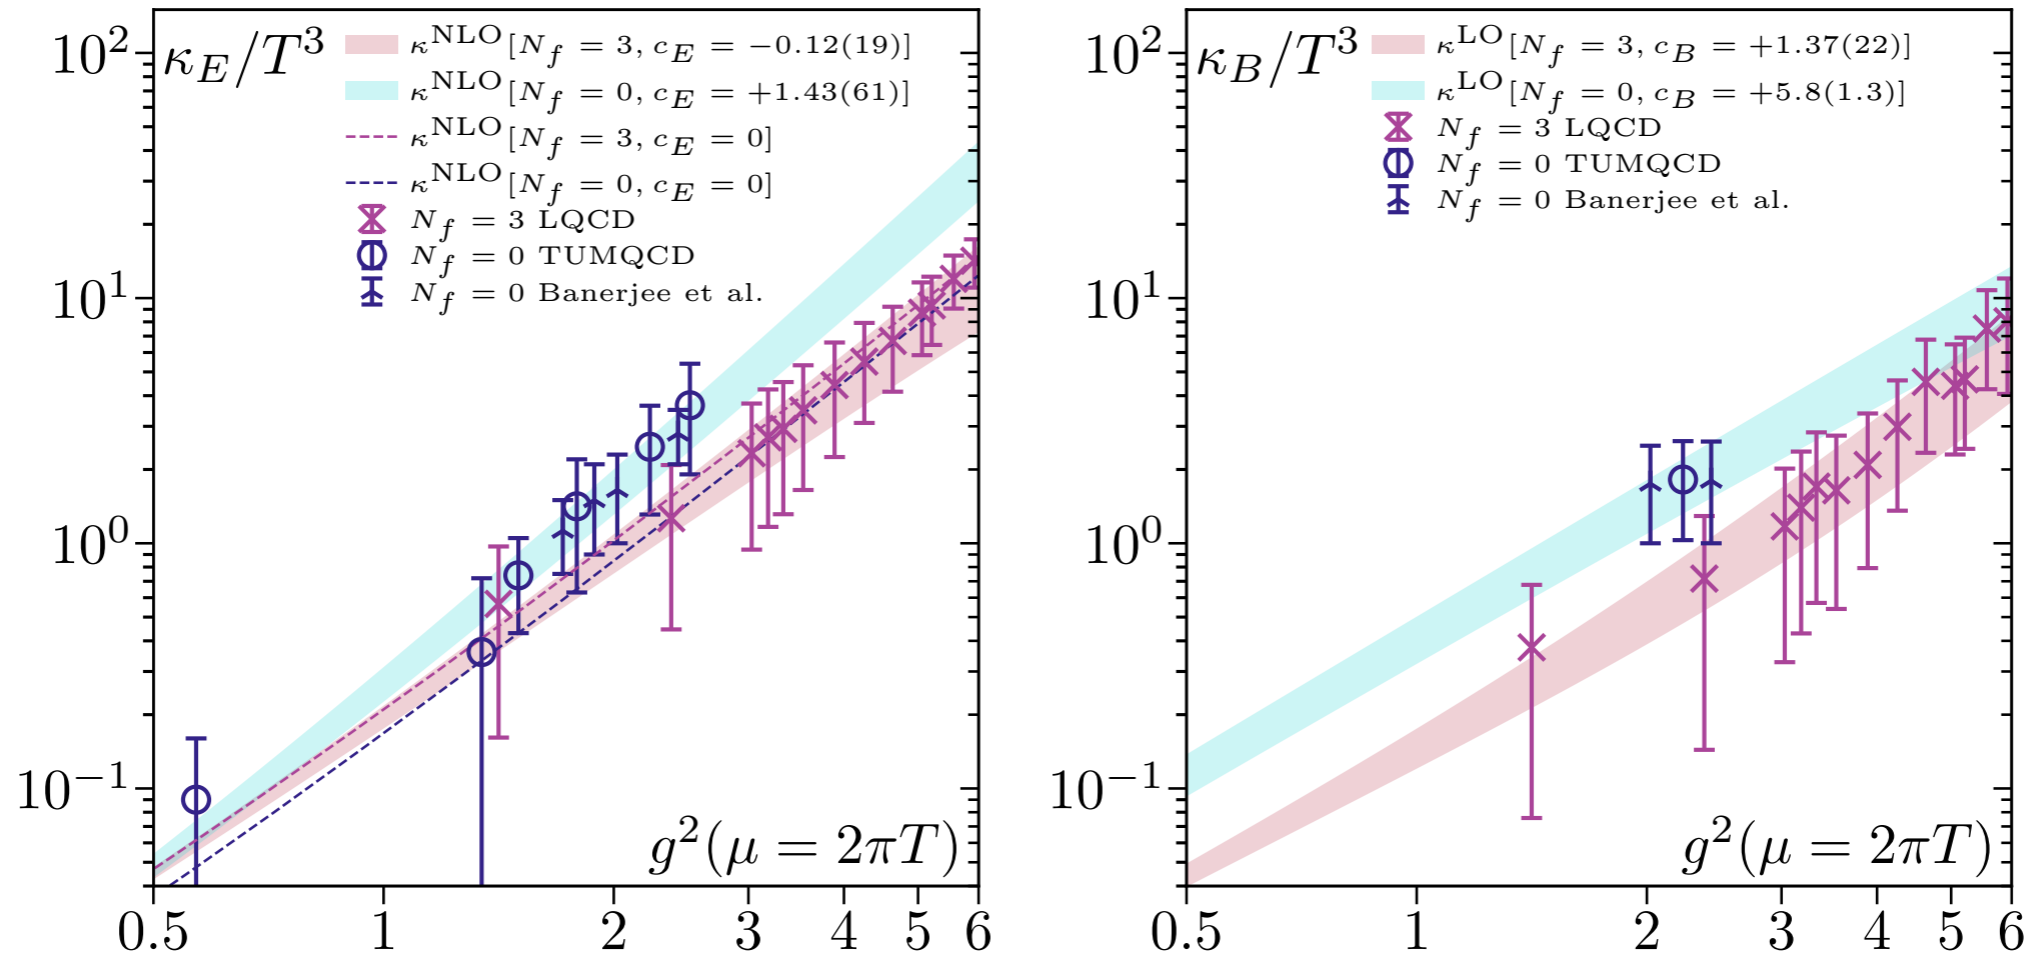 κ_E/T^3
κ^NLO[N_f = 3, c_E = −0.12(19)]
κ^NLO[N_f = 0, c_E = +1.43(61)]
κ^NLO[N_f = 3, c_E = 0]
κ^NLO[N_f = 0, c_E = 0]
N_f = 3 LQCD
N_f = 0 TUMQCD
N_f = 0 Banerjee et al.
10^2
10^1
10^0
10^−1
g^2(μ = 2πT)
0.5 1 2 3 4 5 6
κ_B/T^3
κ^LO[N_f = 3, c_B = +1.37(22)]
κ^LO[N_f = 0, c_B = +5.8(1.3)]
N_f = 3 LQCD
N_f = 0 TUMQCD
N_f = 0 Banerjee et al.
10^2
10^1
10^0
10^−1
g^2(μ = 2πT)
0.5 1 2 3 4 5 6